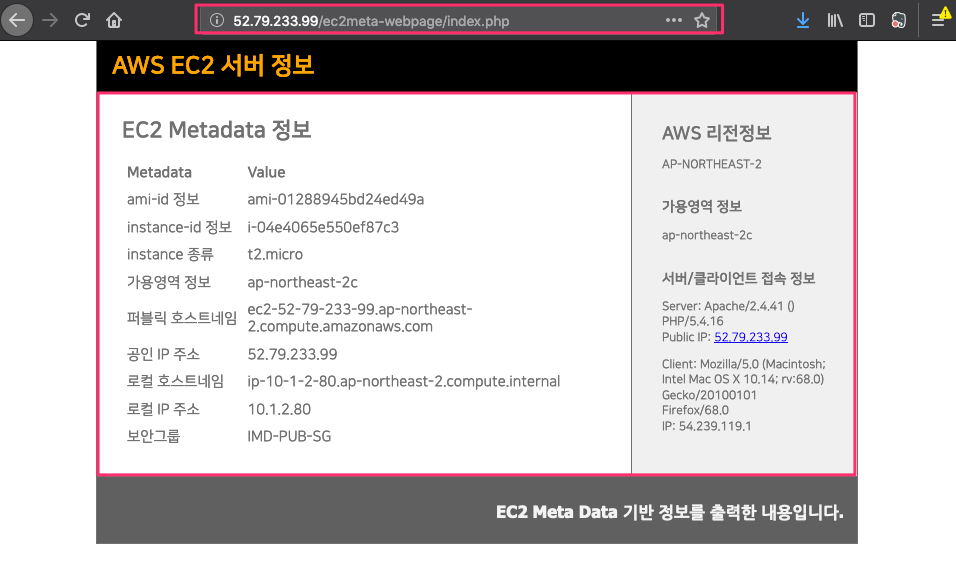 52.79.233.99/ec2meta-webpage/index.php
AWS EC2 서버 정보
EC2 Metadata 정보
Metadata Value
ami-id 정보 ami-01288945bd24ed49a
instance-id 정보 i-04e4065e550ef87c3
instance 종류 t2.micro
가용영역 정보 ap-northeast-2c
퍼블릭 호스트네임 ec2-52-79-233-99.ap-northeast-
2.compute.amazonaws.com
공인 IP 주소 52.79.233.99
로컬 호스트네임 ip-10-1-2-80.ap-northeast-2.compute.internal
로컬 IP 주소 10.1.2.80
보안그룹 IMD-PUB-SG
AWS 리전정보
AP-NORTHEAST-2
가용영역 정보
ap-northeast-2c
서버/클라이언트 접속 정보
Server: Apache/2.4.41 ()
PHP/5.4.16
Public IP: 52.79.233.99
Client: Mozilla/5.0 (Macintosh;
Intel Mac OS X 10.14; rv:68.0)
Gecko/20100101
Firefox/68.0
IP: 54.239.119.1
EC2 Meta Data 기반 정보를 출력한 내용입니다.